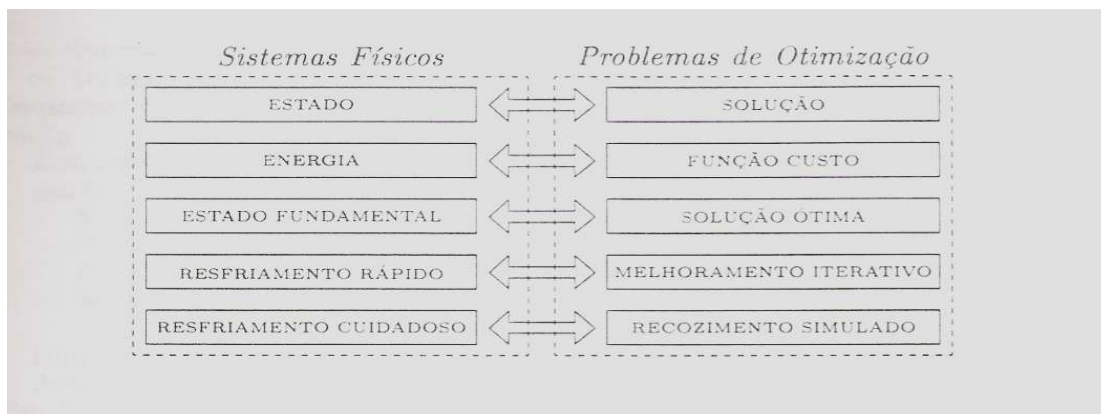 Sistemas Físicos
Problemas de Otimização
ESTADO
SOLUÇÃO
ENERGIA
FUNÇÃO CUSTO
ESTADO FUNDAMENTAL
SOLUÇÃO ÓTIMA
RESFRIAMENTO RÁPIDO
MELHORAMENTO ITERATIVO
RESFRIAMENTO CUIDADOSO
RECOZIMENTO SIMULADO